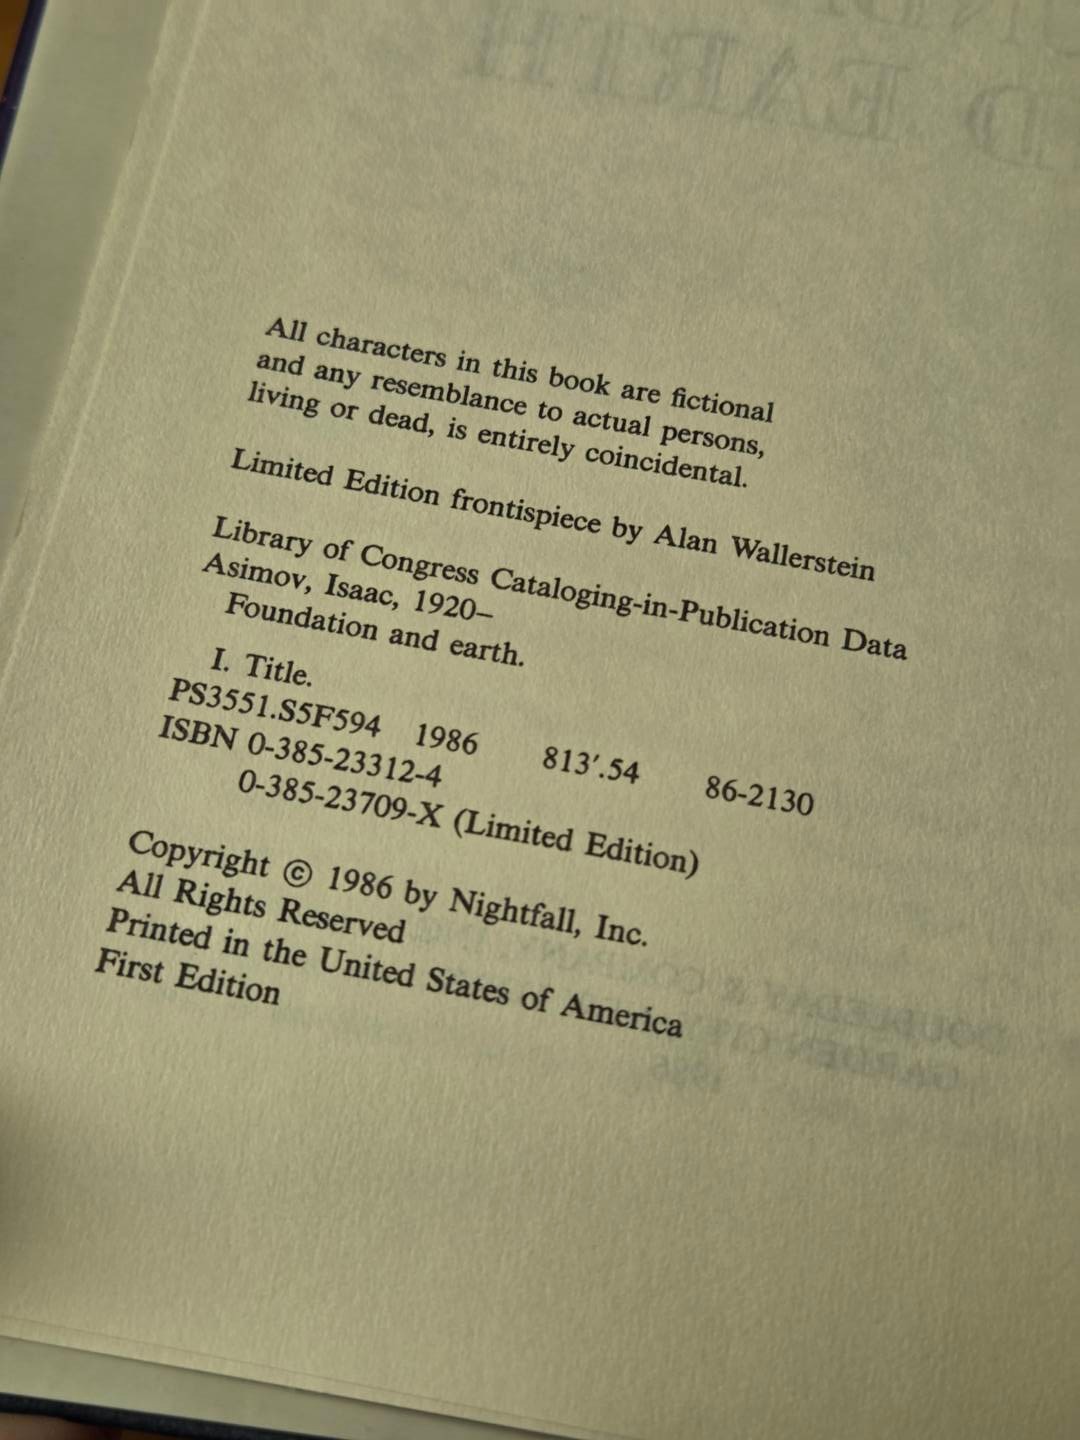 All characters in this book are fictional
and any resemblance to actual persons,
living or dead, is entirely coincidental.
Limited Edition frontispiece by Alan Wallerstein
Library of Congress Cataloging-in-Publication Data
Asimov, Isaac, 1920–
Foundation and earth.
I. Title.
PS3551.S5F594 1986 813′.54 86-2130
ISBN 0-385-23312-4
0-385-23709-X (Limited Edition)
Copyright © 1986 by Nightfall, Inc.
All Rights Reserved
Printed in the United States of America
First Edition